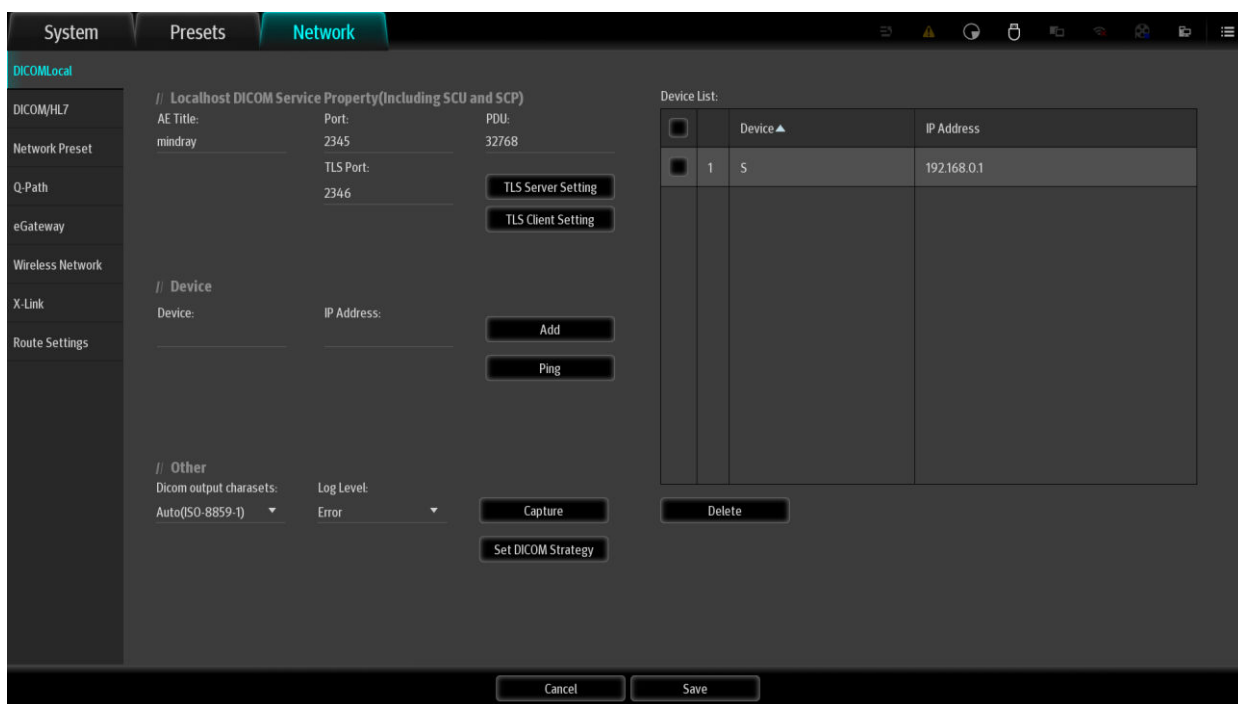 System Presets Network
DICOMLocal
DICOM/HL7
Network Preset
Q-Path
eGateway
Wireless Network
X-Link
Route Settings
// Localhost DICOM Service Property(Including SCU and SCP)
AE Title: Port: PDU:
mindray 2345 32768
TLS Port:
2346
TLS Server Setting
TLS Client Setting
// Device
Device: IP Address:
Add
Ping
// Other
Dicom output charasets: Log Level:
Auto(ISO-8859-1) Error
Capture
Set DICOM Strategy
Device List:
Device IP Address
1 S 192.168.0.1
Delete
Cancel Save